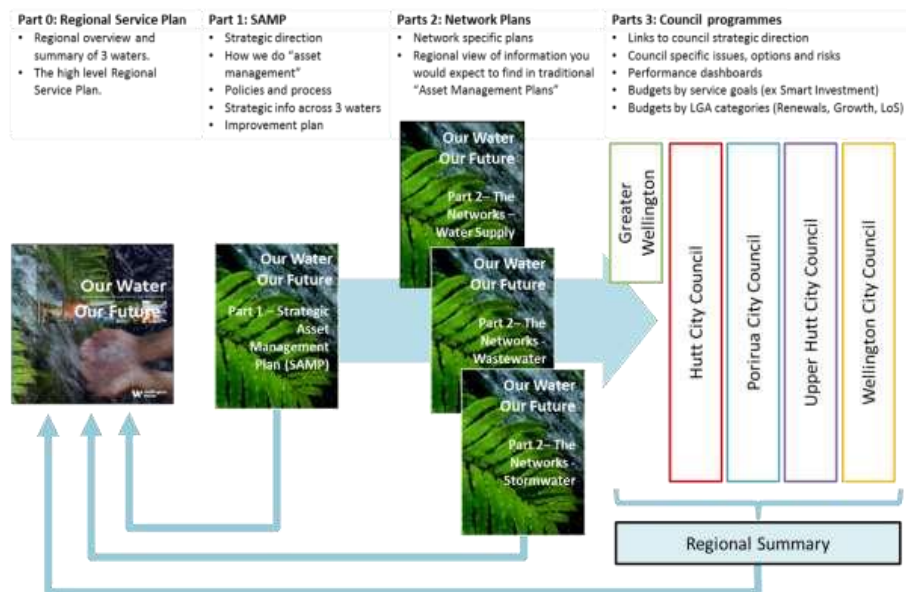 Part 0: Regional Service Plan
• Regional overview and
summary of 3 waters.
• The high level Regional
Service Plan.
Part 1: SAMP
• Strategic direction
• How we do “asset
management”
• Policies and process
• Strategic info across 3 waters
• Improvement plan
Parts 2: Network Plans
• Network specific plans
• Regional view of information you
would expect to find in traditional
“Asset Management Plans”
Parts 3: Council programmes
• Links to council strategic direction
• Council specific issues, options and risks
• Performance dashboards
• Budgets by service goals (ex Smart Investment)
• Budgets by LGA categories (Renewals, Growth, LoS)
Our Water
Our Future
Our Water
Our Future
Part 1 – Strategic
Asset
Management
Plan (SAMP)
Our Water
Our Future
Part 2– The
Networks –
Water Supply
Our Water
Our Future
Part 2– The
Networks -
Wastewater
Our Water
Our Future
Part 2– The
Networks -
Stormwater
Greater
Wellington
Hutt City Council
Porirua City Council
Upper Hutt City Council
Wellington City Council
Regional Summary